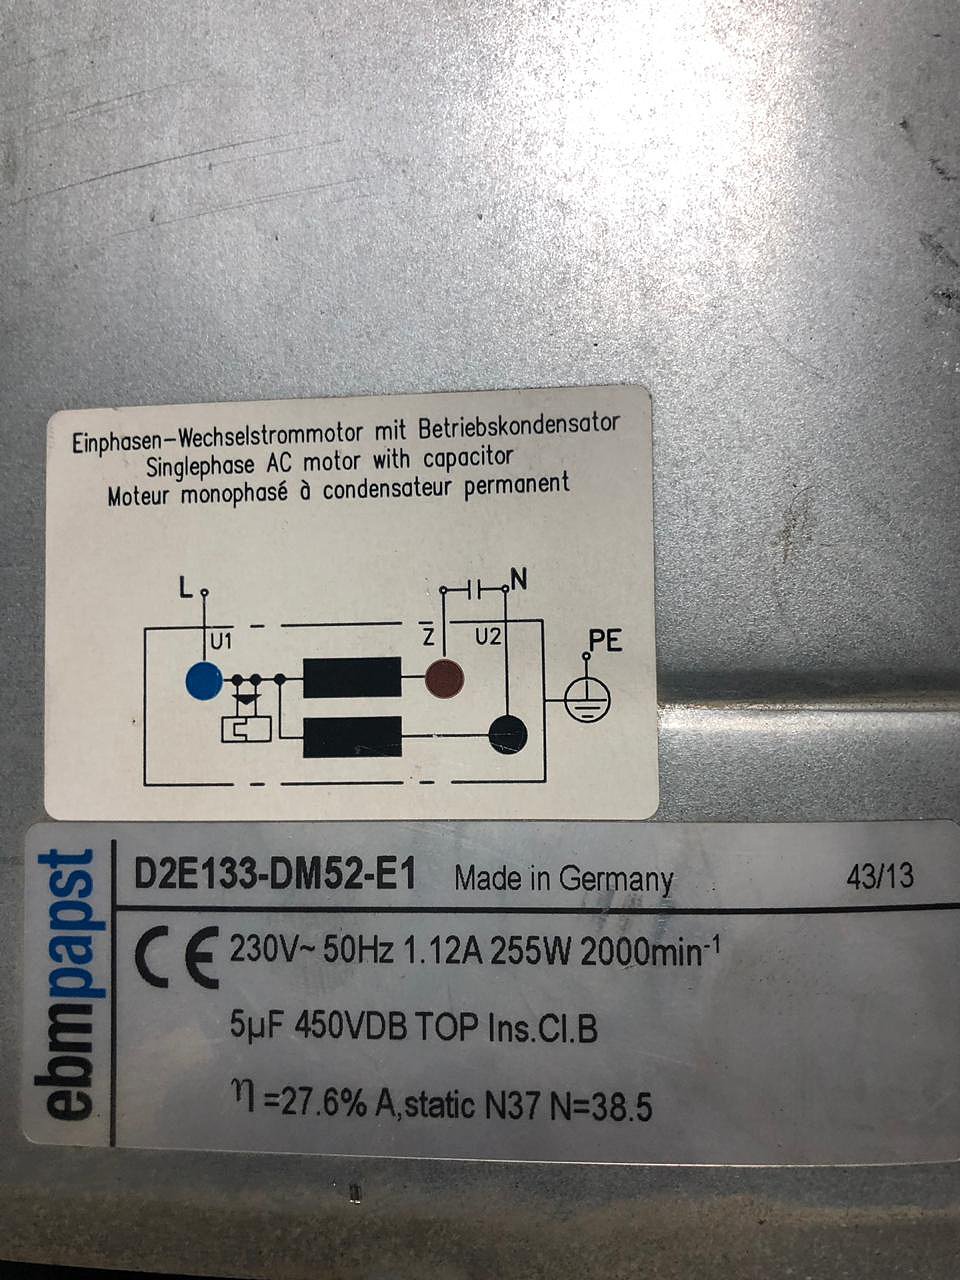 Einphasen-Wechselstrommotor mit Betriebskondensator
Singlephase AC motor with capacitor
Moteur monophasé à condensateur permanent
L
N
U1
Z
U2
PE
ebmpapst
D2E133-DM52-E1 Made in Germany 43/13
CE 230V~ 50Hz 1.12A 255W 2000min-1
5µF 450VDB TOP Ins.Cl.B
η=27.6% A,static N37 N=38.5